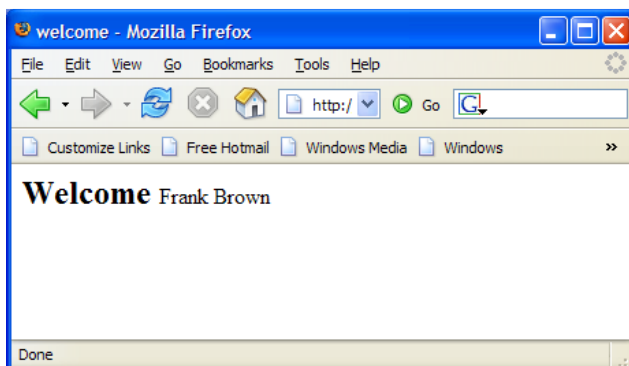 welcome - Mozilla Firefox
File Edit View Go Bookmarks Tools Help
http:/ Go G
Customize Links Free Hotmail Windows Media Windows »
Welcome Frank Brown
Done